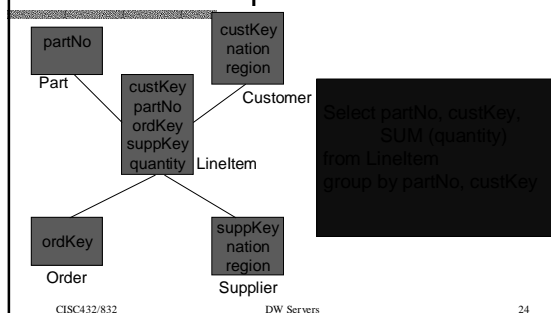 partNo
Part
custKey
nation
region
Customer
custKey
partNo
ordKey
suppKey
quantity
LineItem
Select partNo, custKey,
SUM (quantity)
from LineItem
group by partNo, custKey
ordKey
Order
suppKey
nation
region
Supplier
CISC432/832
DW Servers
24